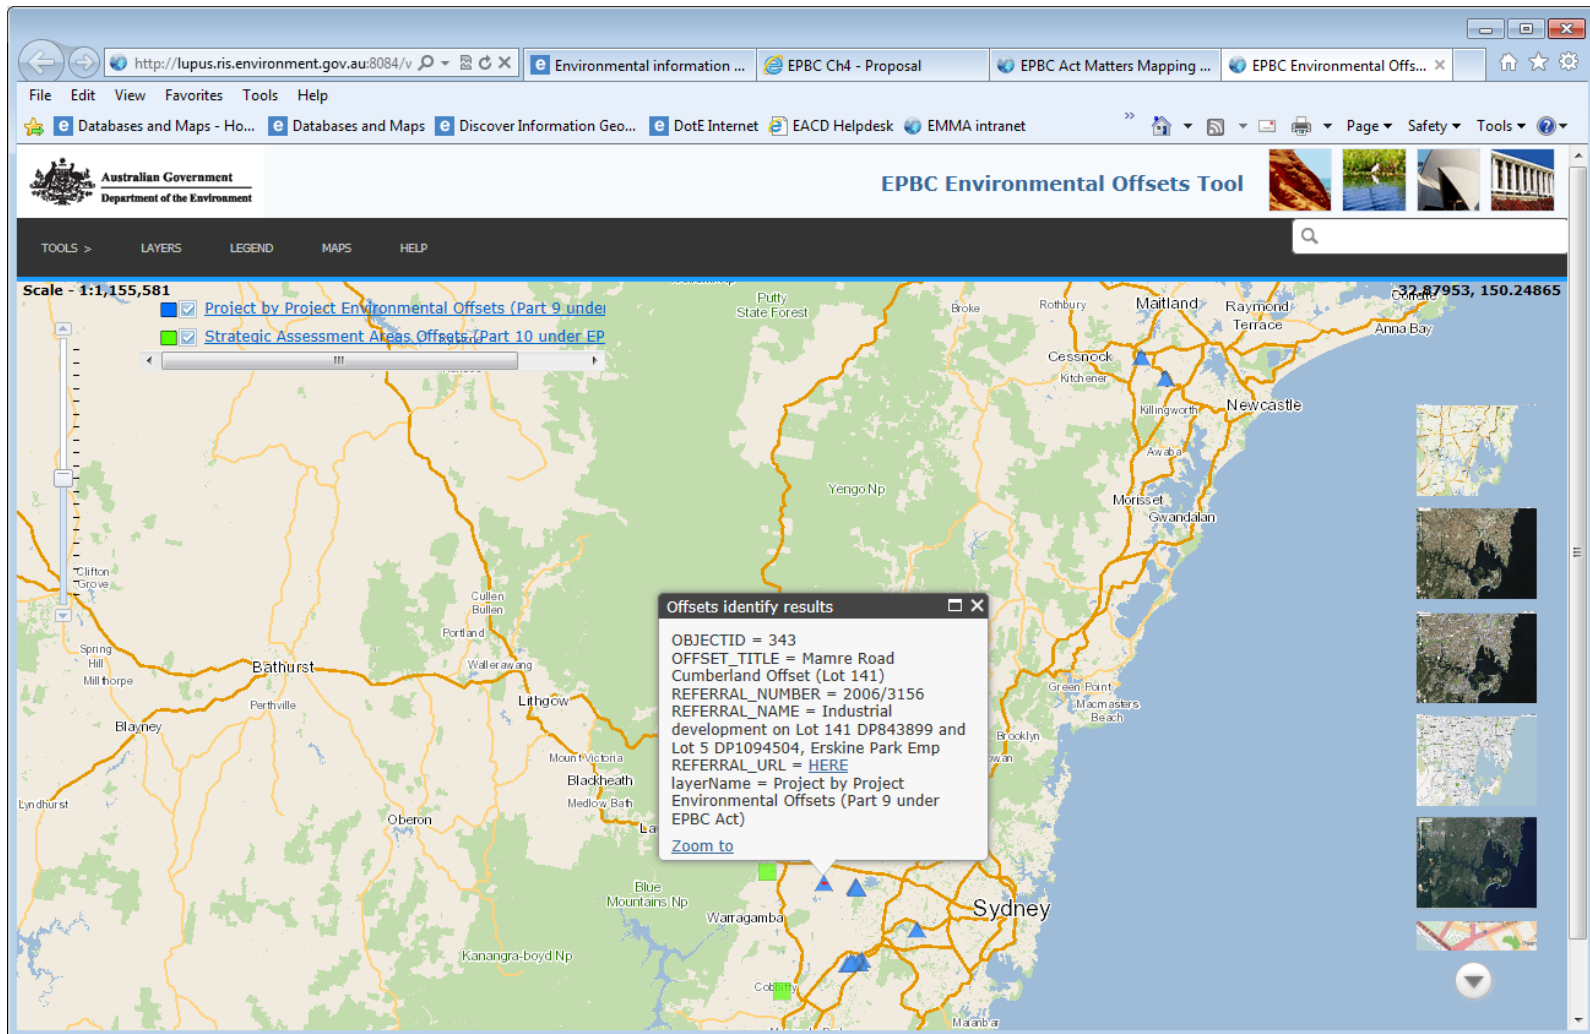 http://lupus.ris.environment.gov.au:8084/v
Environmental information ...
EPBC Ch4 - Proposal
EPBC Act Matters Mapping ...
EPBC Environmental Offs...
File Edit View Favorites Tools Help
Databases and Maps - Ho...
Databases and Maps
Discover Information Geo...
DotE Internet
EACD Helpdesk
EMMA intranet
Page
Safety
Tools
Australian Government
Department of the Environment
EPBC Environmental Offsets Tool
TOOLS >
LAYERS
LEGEND
MAPS
HELP
Scale - 1:1,155,581
-32.87953, 150.24865
Project by Project Environmental Offsets (Part 9 under
Strategic Assessment Areas Offsets (Part 10 under EP
Putty
State Forest
Broke
Rothbury
Maitland
Raymond
Terrace
Anna Bay
Cessnock
Kitchener
Killingworth
Newcastle
Awaba
Yengo Np
Morisset
Gwandalan
Clifton
Grove
Cullen
Bullen
Portland
Wallerawang
Spring
Hill
Millthorpe
Bathurst
Perthville
Lithgow
Blayney
Mount Victoria
Blackheath
Medlow Bath
Lyndhurst
Oberon
Green Point
Macmasters
Beach
Brooklyn
Offsets identify results
OBJECTID = 343
OFFSET_TITLE = Mamre Road
Cumberland Offset (Lot 141)
REFERRAL_NUMBER = 2006/3156
REFERRAL_NAME = Industrial
development on Lot 141 DP843899 and
Lot 5 DP1094504, Erskine Park Emp
REFERRAL_URL = HERE
layerName = Project by Project
Environmental Offsets (Part 9 under
EPBC Act)
Zoom to
Blue
Mountains Np
Warragamba
Sydney
Kanangra-boyd Np
Cobbitty
Malanbar